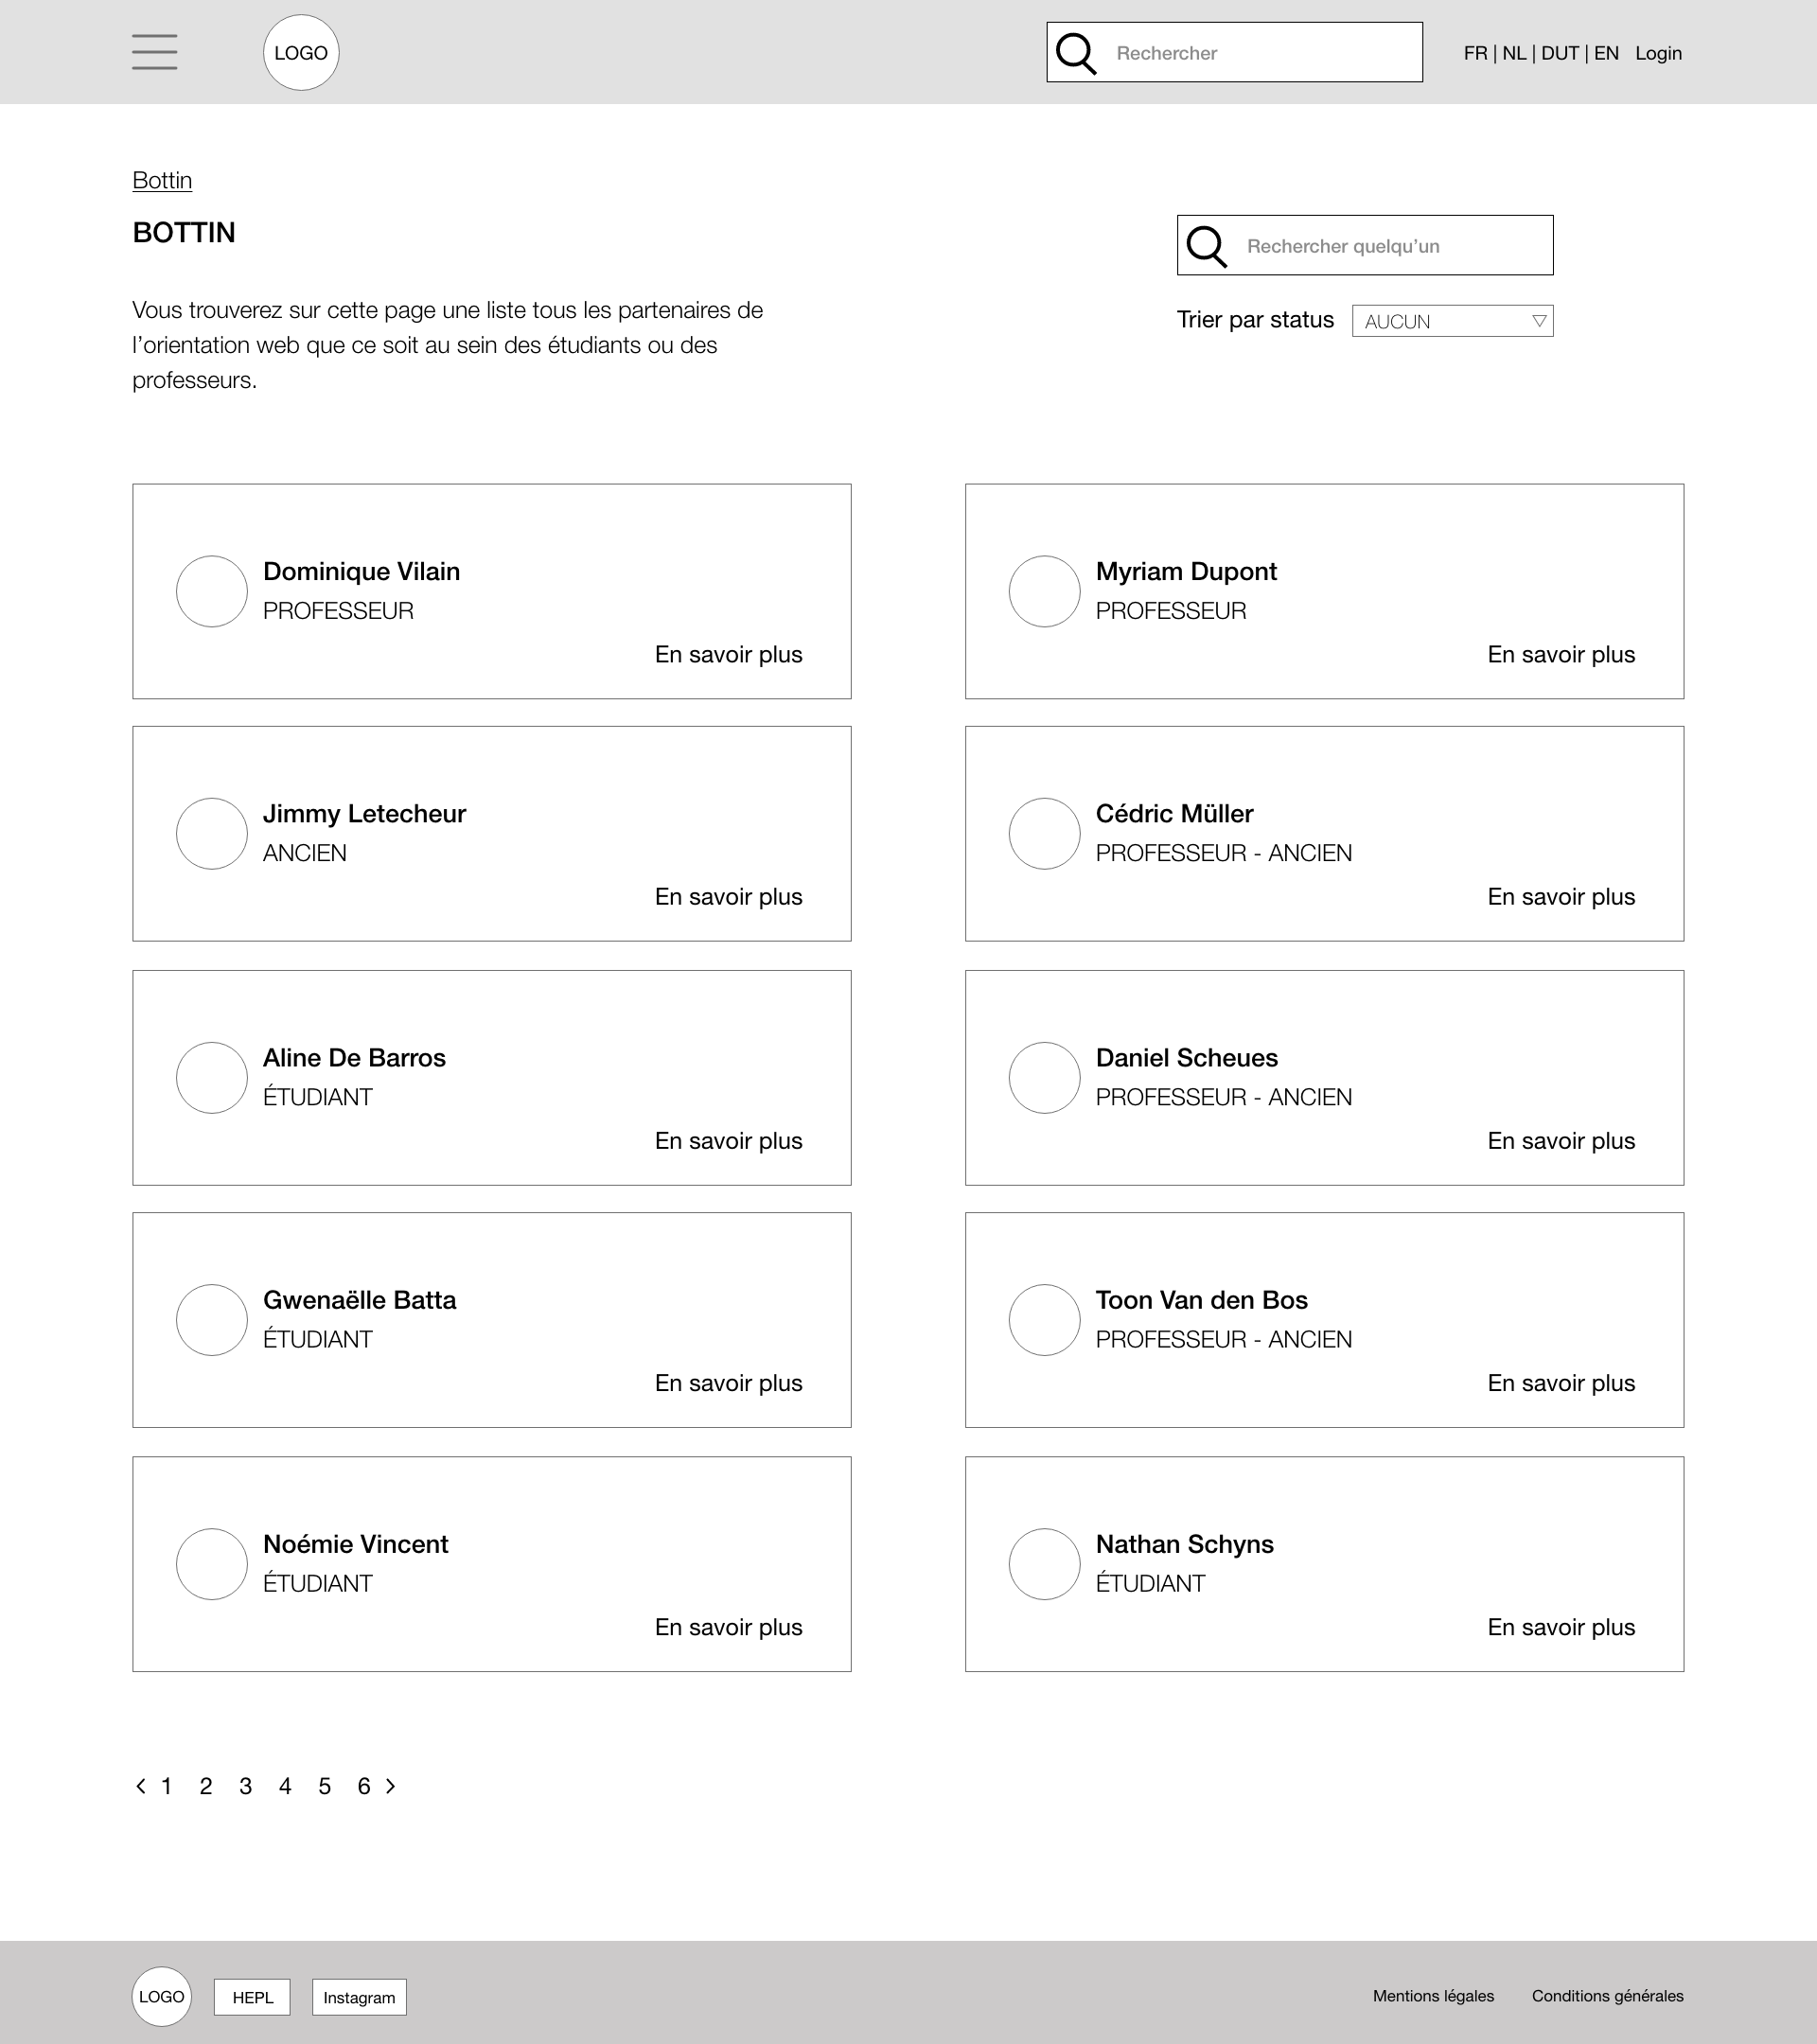 LOGO
Rechercher
FR | NL | DUT | EN Login
Bottin
BOTTIN
Rechercher quelqu’un
Trier par status AUCUN
Vous trouverez sur cette page une liste tous les partenaires de
l’orientation web que ce soit au sein des étudiants ou des
professeurs.
Dominique Vilain
PROFESSEUR
En savoir plus
Myriam Dupont
PROFESSEUR
En savoir plus
Jimmy Letecheur
ANCIEN
En savoir plus
Cédric Müller
PROFESSEUR - ANCIEN
En savoir plus
Aline De Barros
ÉTUDIANT
En savoir plus
Daniel Scheues
PROFESSEUR - ANCIEN
En savoir plus
Gwenaëlle Batta
ÉTUDIANT
En savoir plus
Toon Van den Bos
PROFESSEUR - ANCIEN
En savoir plus
Noémie Vincent
ÉTUDIANT
En savoir plus
Nathan Schyns
ÉTUDIANT
En savoir plus
< 1 2 3 4 5 6 >
LOGO
HEPL
Instagram
Mentions légales
Conditions générales